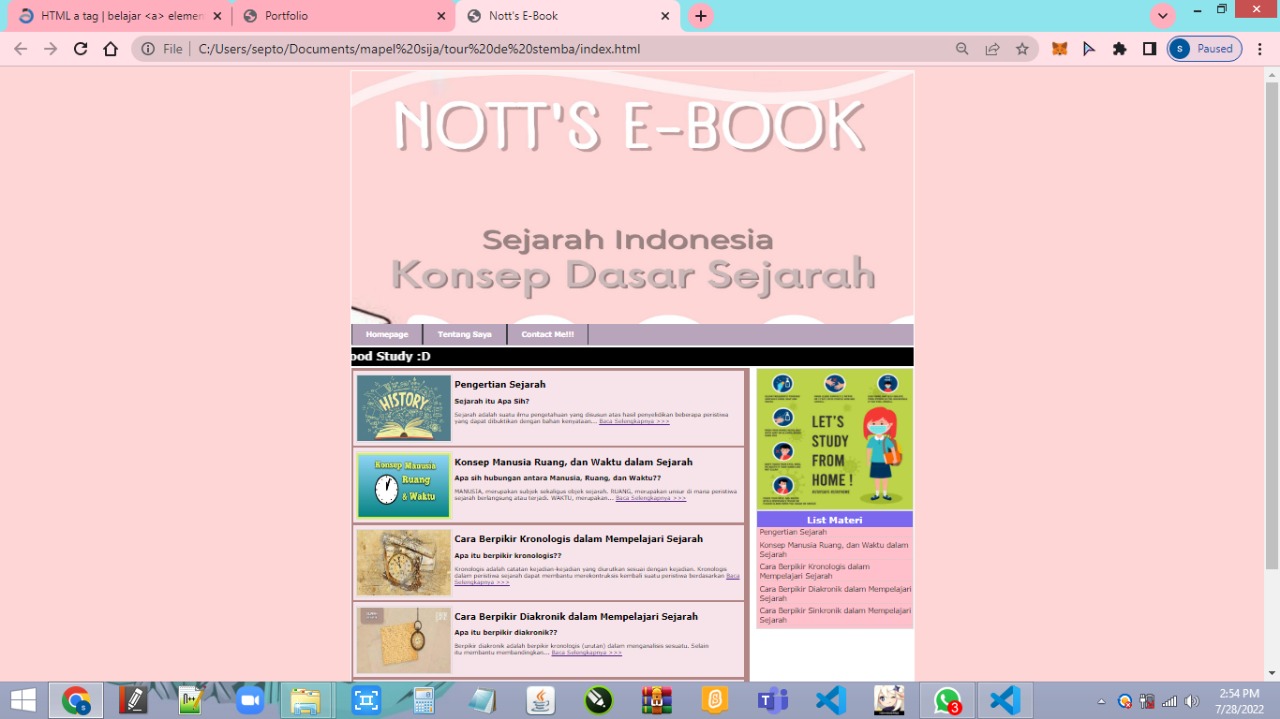 HTML a tag | belajar <a> elemen
Portfolio
Nott's E-Book
File
C:/Users/septo/Documents/mapel%20sija/tour%20de%20stemba/index.html
S
Paused
NOTT'S E-BOOK
Sejarah Indonesia
Konsep Dasar Sejarah
Homepage
Tentang Saya
Contact Me!!!
ood Study :D
HISTORY
Pengertian Sejarah
Sejarah itu Apa Sih?
Sejarah adalah suatu ilmu pengetahuan yang disusun atas hasil penyelidikan beberapa peristiwa
yang dapat dibuktikan dengan bahan kenyataan... Baca Selengkapnya >>>
Konsep Manusia
Ruang
& Waktu
Konsep Manusia Ruang, dan Waktu dalam Sejarah
Apa sih hubungan antara Manusia, Ruang, dan Waktu??
MANUSIA, merupakan subjek sekaligus objek sejarah. RUANG, merupakan unsur di mana peristiwa
sejarah berlangsung atau terjadi. WAKTU, merupakan... Baca Selengkapnya >>>
Cara Berpikir Kronologis dalam Mempelajari Sejarah
Apa itu berpikir kronologis??
Kronologis adalah catatan kejadian-kejadian yang diurutkan sesuai dengan kejadian. Kronologis
dalam peristiwa sejarah dapat membantu merekontruksis kembali suatu peristiwa berdasarkan Baca
Selengkapnya >>>
Cara Berpikir Diakronik dalam Mempelajari Sejarah
Apa itu berpikir diakronik??
Berpikir diakronik adalah berpikir kronologis (urutan) dalam menganalisis sesuatu. Selain
itu membantu membandingkan... Baca Selengkapnya >>>
LET'S
STUDY
FROM
HOME !
List Materi
Pengertian Sejarah
Konsep Manusia Ruang, dan Waktu dalam
Sejarah
Cara Berpikir Kronologis dalam
Mempelajari Sejarah
Cara Berpikir Diakronik dalam Mempelajari
Sejarah
Cara Berpikir Sinkronik dalam Mempelajari
Sejarah
3
2:54 PM
7/28/2022